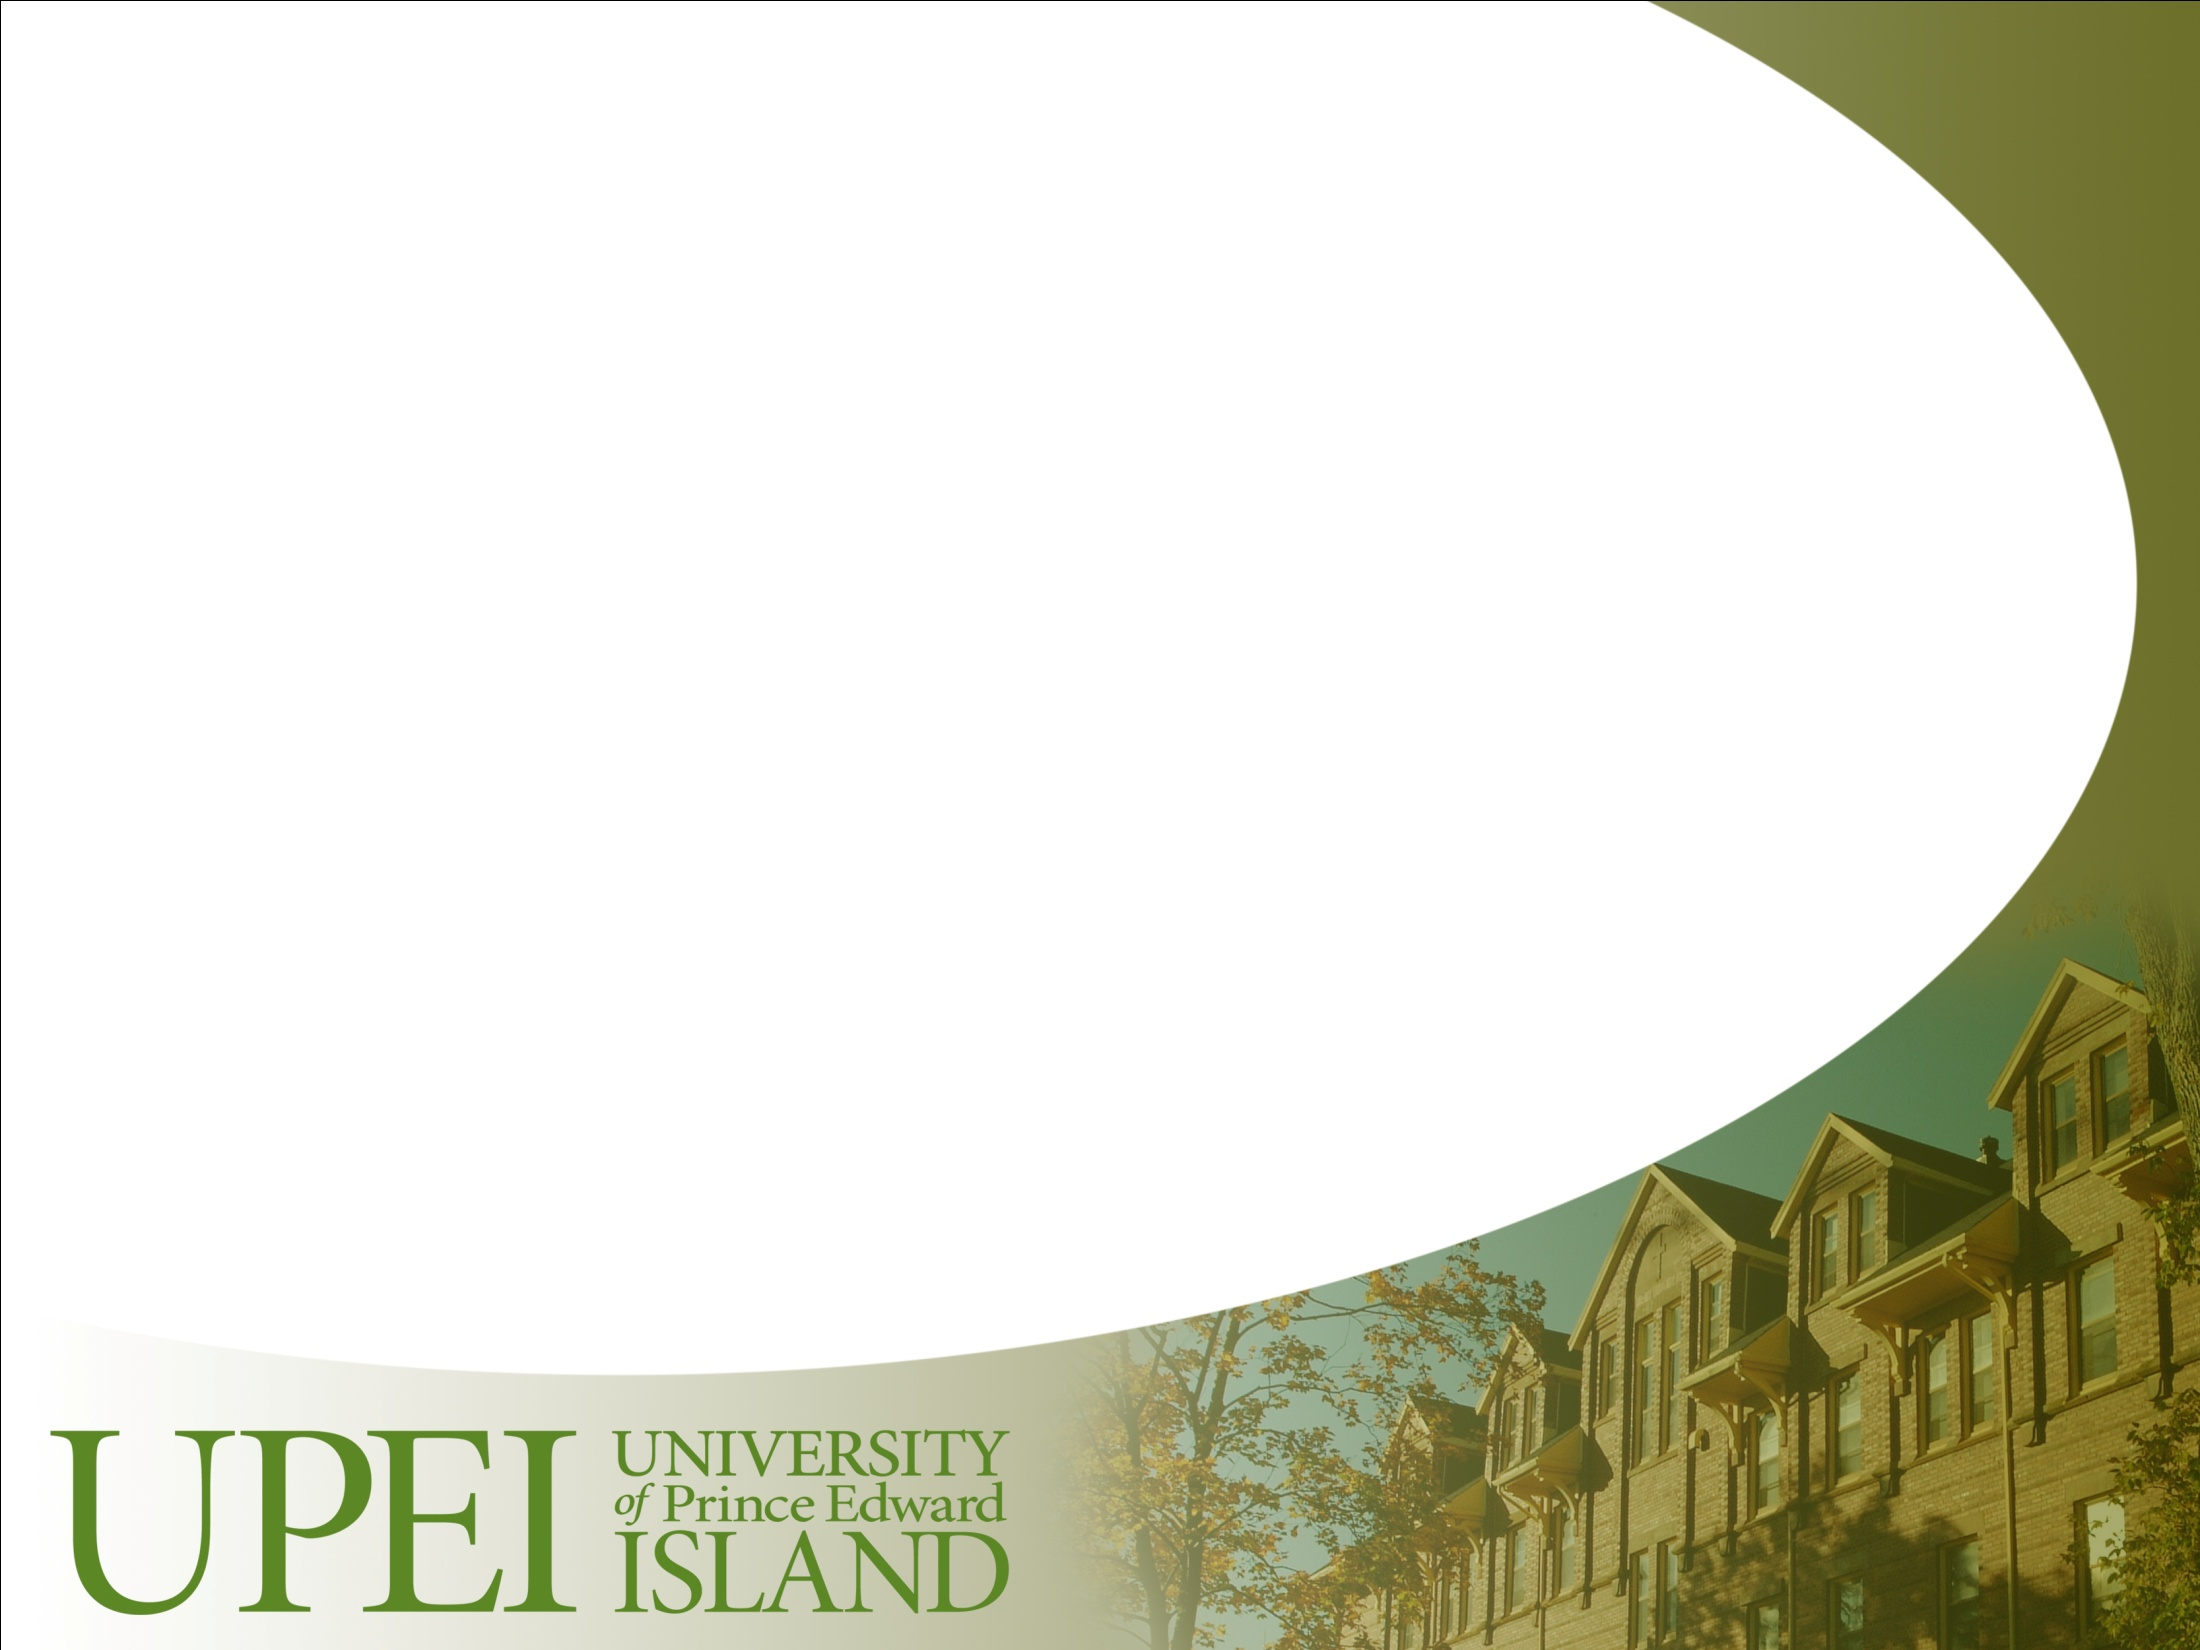 UPEI
UNIVERSITY
of Prince Edward
ISLAND